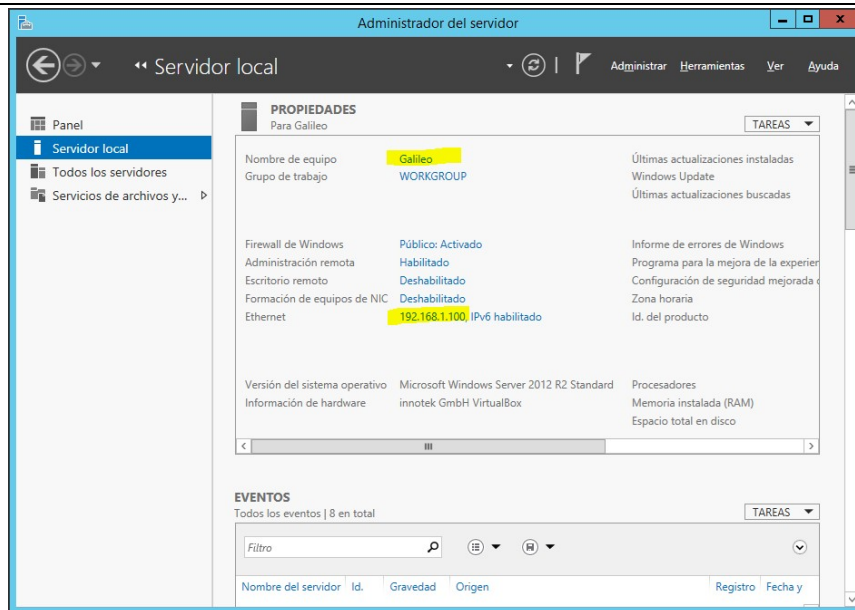 Administrador del servidor
Servidor local
Administrar Herramientas Ver Ayuda
Panel
Servidor local
Todos los servidores
Servicios de archivos y...
PROPIEDADES
Para Galileo
TAREAS
Nombre de equipo Galileo Últimas actualizaciones instaladas
Grupo de trabajo WORKGROUP Windows Update
Últimas actualizaciones buscadas
Firewall de Windows Público: Activado Informe de errores de Windows
Administración remota Habilitado Programa para la mejora de la experien
Escritorio remoto Deshabilitado Configuración de seguridad mejorada
Formación de equipos de NIC Deshabilitado Zona horaria
Ethernet 192.168.1.100, IPv6 habilitado Id. del producto
Versión del sistema operativo Microsoft Windows Server 2012 R2 Standard Procesadores
Información de hardware innotek GmbH VirtualBox Memoria instalada (RAM)
Espacio total en disco
EVENTOS
Todos los eventos | 8 en total
TAREAS
Filtro
Nombre del servidor Id. Gravedad Origen Registro Fecha y